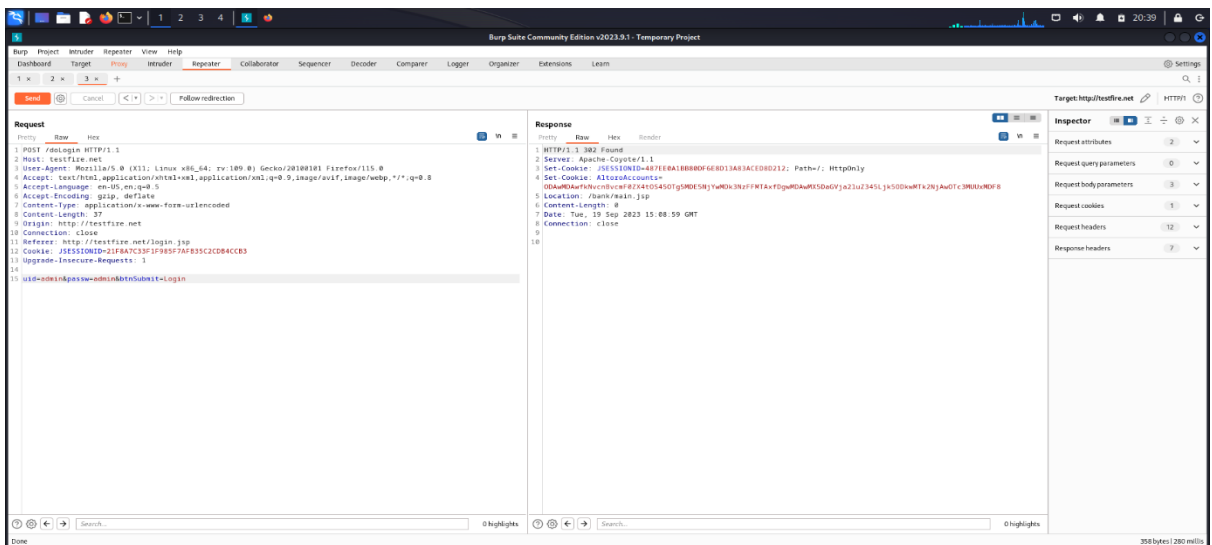 1 2 3 4
20:39
Burp Suite Community Edition v2023.9.1 - Temporary Project
Burp Project Intruder Repeater View Help
Dashboard Target Proxy Intruder Repeater Collaborator Sequencer Decoder Comparer Logger Organizer Extensions Learn Settings
1 × 2 × 3 × +
Send Cancel Follow redirection Target: http://testfire.net HTTP/1
Request
Pretty Raw Hex
1 POST /doLogin HTTP/1.1
2 Host: testfire.net
3 User-Agent: Mozilla/5.0 (X11; Linux x86_64; rv:109.0) Gecko/20100101 Firefox/115.0
4 Accept: text/html,application/xhtml+xml,application/xml;q=0.9,image/avif,image/webp,*/*;q=0.8
5 Accept-Language: en-US,en;q=0.5
6 Accept-Encoding: gzip, deflate
7 Content-Type: application/x-www-form-urlencoded
8 Content-Length: 37
9 Origin: http://testfire.net
10 Connection: close
11 Referer: http://testfire.net/login.jsp
12 Cookie: JSESSIONID=21F8A7C33F1F985F7AFB35C2CDB4CCB3
13 Upgrade-Insecure-Requests: 1
14
15 uid=admin&passw=admin&btnSubmit=Login
Search... 0 highlights
Response
Pretty Raw Hex Render
1 HTTP/1.1 302 Found
2 Server: Apache-Coyote/1.1
3 Set-Cookie: Path=/; HttpOnly
4 Set-Cookie: AltoroAccounts=
5 Location: /bank/main.jsp
6 Content-Length: 0
7 Date: Tue, 19 Sep 2023 15:08:59 GMT
8 Connection: close
9
10
Search... 0 highlights
Inspector
Request attributes 2
Request query parameters 0
Request body parameters 3
Request cookies 1
Request headers 12
Response headers 7
Done 358 bytes | 280 millis